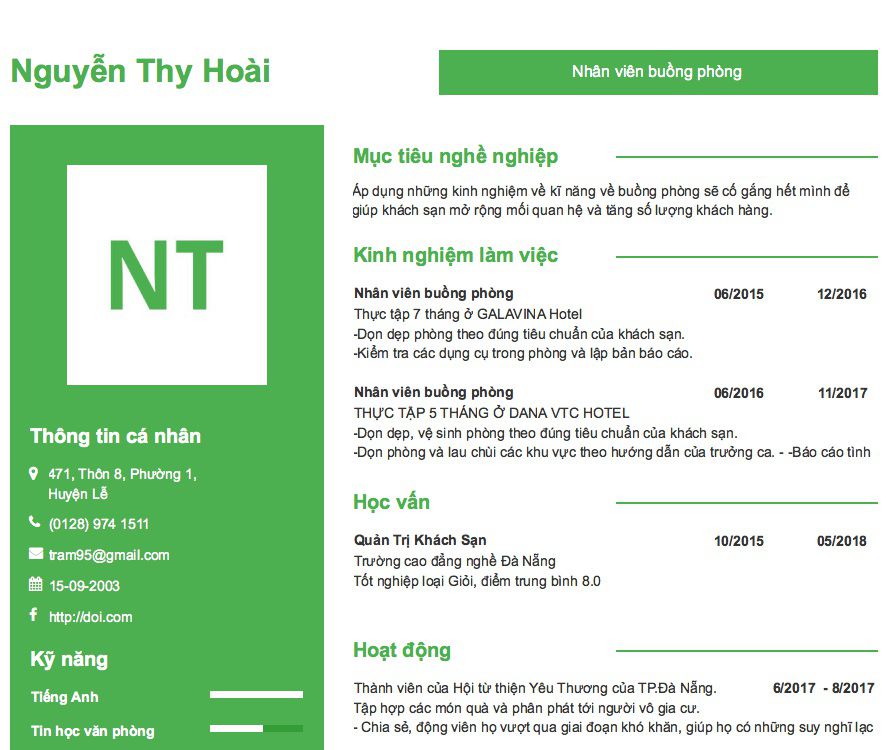 Nguyễn Thy Hoài
Nhân viên buồng phòng
NT
Thông tin cá nhân
471, Thôn 8, Phường 1,
Huyện Lễ
(0128) 974 1511
tram95@gmail.com
15-09-2003
http://doi.com
Kỹ năng
Tiếng Anh
Tin học văn phòng
Mục tiêu nghề nghiệp
Áp dụng những kinh nghiệm về kĩ năng về buồng phòng sẽ cố gắng hết mình để
giúp khách sạn mở rộng mối quan hệ và tăng số lượng khách hàng.
Kinh nghiệm làm việc
Nhân viên buồng phòng 06/2015 12/2016
Thực tập 7 tháng ở GALAVINA Hotel
-Dọn dẹp phòng theo đúng tiêu chuẩn của khách sạn.
-Kiểm tra các dụng cụ trong phòng và lập bản báo cáo.
Nhân viên buồng phòng 06/2016 11/2017
THỰC TẬP 5 THÁNG Ở DANA VTC HOTEL
-Dọn dẹp, vệ sinh phòng theo đúng tiêu chuẩn của khách sạn.
-Dọn phòng và lau chùi các khu vực theo hướng dẫn của trưởng ca. - -Báo cáo tình
Học vấn
Quản Trị Khách Sạn 10/2015 05/2018
Trường cao đẳng nghề Đà Nẵng
Tốt nghiệp loại Giỏi, điểm trung bình 8.0
Hoạt động
Thành viên của Hội từ thiện Yêu Thương của TP.Đà Nẵng. 6/2017 - 8/2017
Tập hợp các món quà và phân phát tới người vô gia cư.
- Chia sẻ, động viên họ vượt qua giai đoạn khó khăn, giúp họ có những suy nghĩ lạc